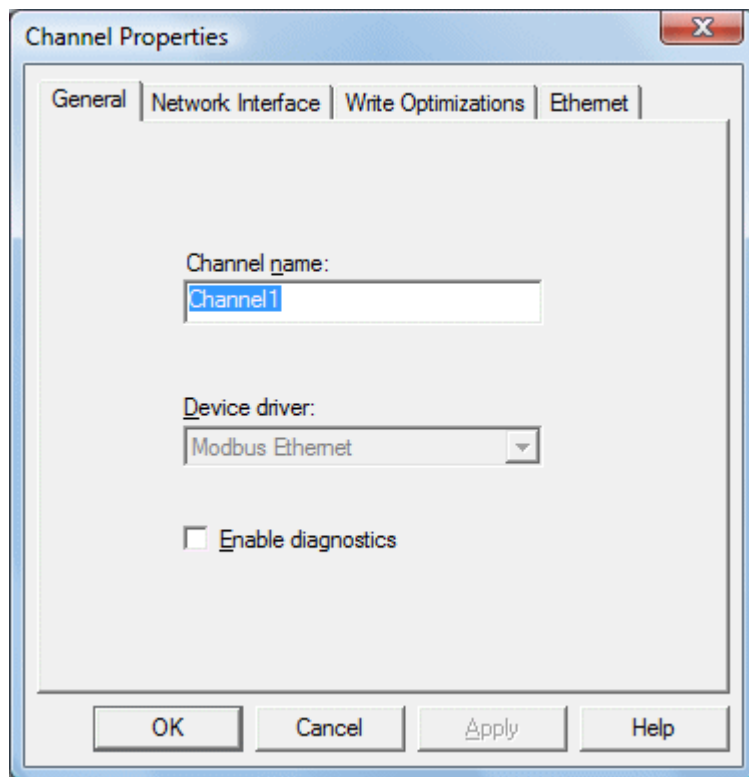 Channel Properties
General Network Interface Write Optimizations Ethernet
Channel name:
Channel1
Device driver:
Modbus Ethernet
Enable diagnostics
OK Cancel Apply Help